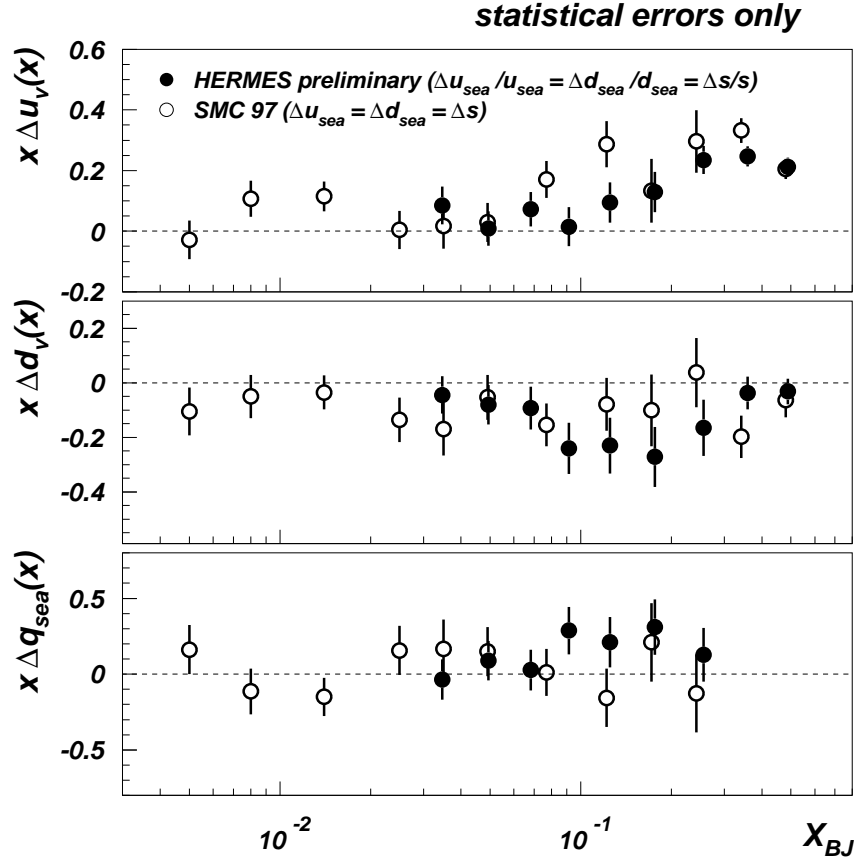 statistical errors only
x Δu_v(x)
0.6
0.4
0.2
0
-0.2
HERMES preliminary (Δu_sea /u_sea = Δd_sea /d_sea = Δs/s)
SMC 97 (Δu_sea = Δd_sea = Δs)
x Δd_v(x)
0.2
0
-0.2
-0.4
x Δq_sea(x)
0.5
0
-0.5
10^-2
10^-1
X_BJ